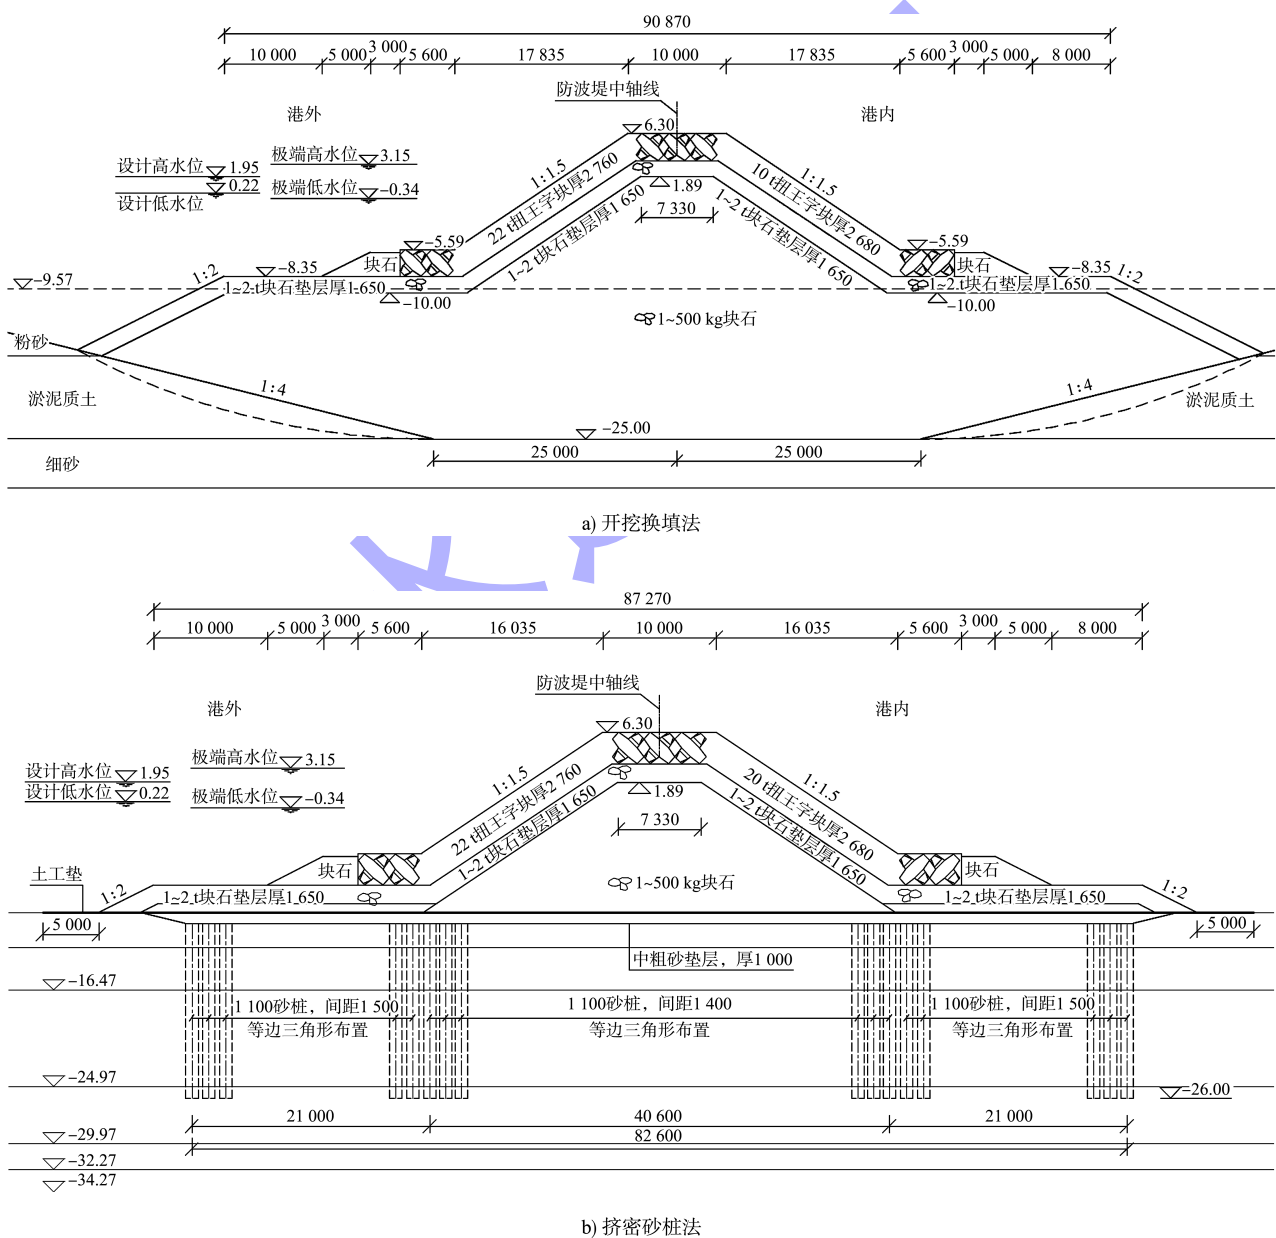 90 870
10 000 5 000 3 000 5 600 17 835 10 000 17 835 5 600 3 000 5 000 8 000
防波堤中轴线
港外
港内
6.30
极端高水位 3.15
设计高水位 1.95
0.22
设计低水位
极端低水位 -0.34
1:1.5
22 t扭王字块厚2 760
1~2 t块石垫层厚1 650
1.89
7 330
1:1.5
10 t扭王字块厚2 680
1~2 t块石垫层厚1 650
-5.59
块石
-8.35
1:2
-9.57
1~2 t块石垫层厚1 650
-10.00
-5.59
块石
-8.35
1:2
1~2 t块石垫层厚1 650
-10.00
1~500 kg块石
粉砂
淤泥质土
1:4
1:4
淤泥质土
-25.00
25 000 25 000
细砂
a) 开挖换填法
87 270
10 000 5 000 3 000 5 600 16 035 10 000 16 035 5 600 3 000 5 000 8 000
防波堤中轴线
港外
港内
6.30
极端高水位 3.15
设计高水位 1.95
设计低水位 0.22
极端低水位 -0.34
1:1.5
22 t扭王字块厚2 760
1~2 t块石垫层厚1 650
1.89
7 330
1:1.5
20 t扭王字块厚2 680
1~2 t块石垫层厚1 650
块石
块石
土工垫
1:2
1~2 t块石垫层厚1 650
1~500 kg块石
1~2 t块石垫层厚1 650
1:2
5 000
5 000
中粗砂垫层，厚1 000
-16.47
1 100砂桩，间距1 500
等边三角形布置
1 100砂桩，间距1 400
等边三角形布置
1 100砂桩，间距1 500
等边三角形布置
-24.97
-26.00
21 000 40 600 21 000
82 600
-29.97
-32.27
-34.27
b) 挤密砂桩法